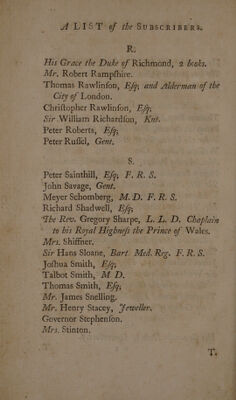 A LIST of the SUBSCRIBERS.
R.
His Grace the Duke of Richmond, 2 books.
Mr. Robert Rampſhire.
Thomas Rawlinſon, Eſq; and Alderman of the
City of London.
Chriſtopher Rawlinſon, Eſq;
Sir William Richardſon, Knt.
Peter Roberts, Eſq;
Peter Ruſſel, Gent.
S.
Peter Sainthill, Eſq; F. R. S.
John Savage, Gent.
Meyer Schomberg, M. D. F. R. S.
Richard Shadwell, Eſq;
The Rev. Gregory Sharpe, L. L. D. Chaplain
to his Royal Highneſs the Prince of Wales.
Mrs. Shiffner.
Sir Hans Sloane, Bart. Med. Reg. F. R. S.
Joſhua Smith, Eſq;
Talbot Smith, M. D.
Thomas Smith, Eſq;
Mr. James Snelling.
Mr. Henry Stacey, Jeweller.
Governor Stephenſon.
Mrs. Stinton.
T.